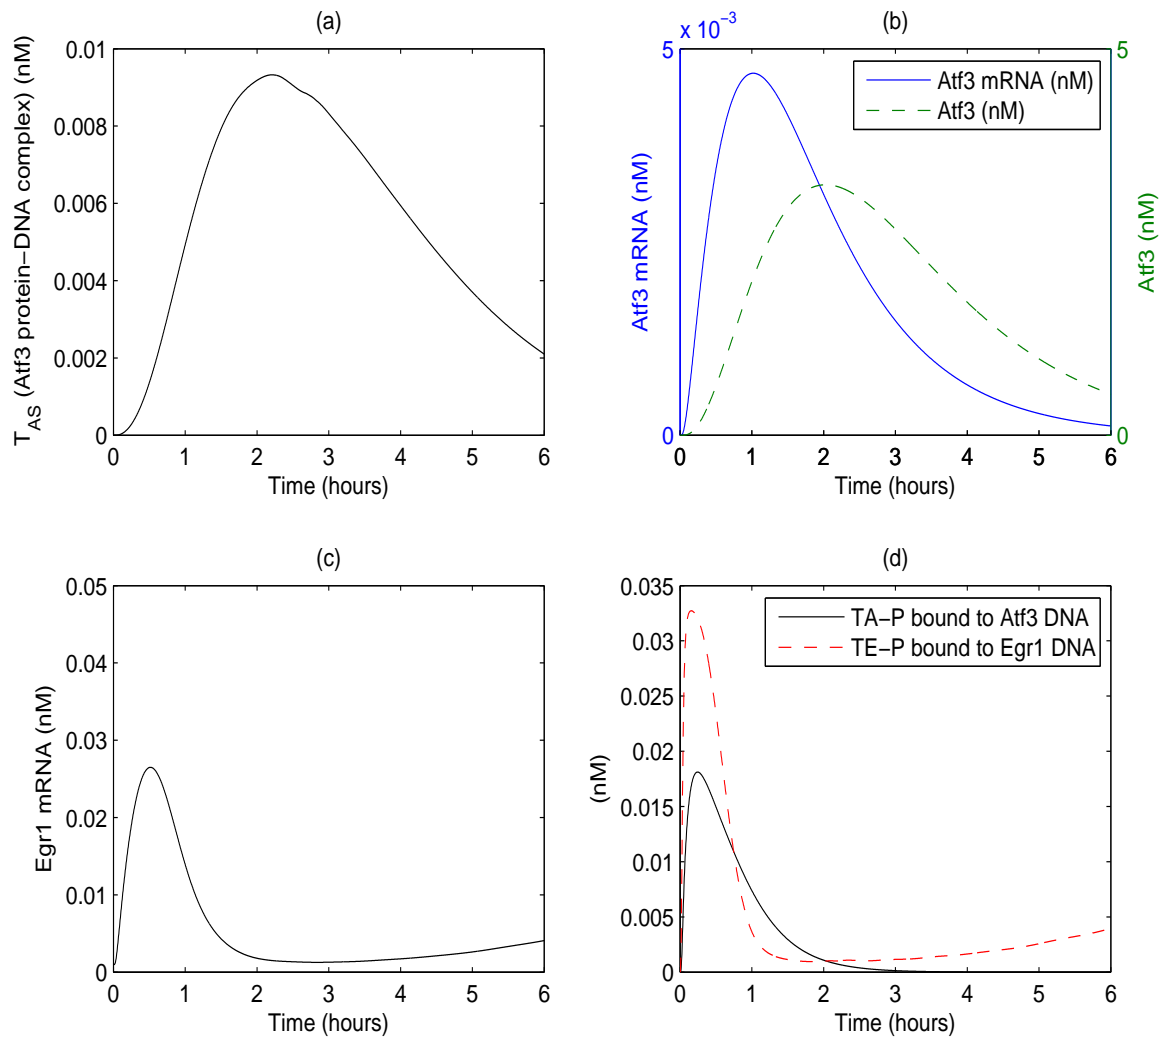 (a)
T_AS (Atf3 protein−DNA complex) (nM)
0.01
0.008
0.006
0.004
0.002
0
0 1 2 3 4 5 6
Time (hours)
(b)
5 x 10^−3
5
Atf3 mRNA (nM)
Atf3 (nM)
Atf3 mRNA (nM)
Atf3 (nM)
0
0
0 1 2 3 4 5 6
Time (hours)
(c)
Egr1 mRNA (nM)
0.05
0.04
0.03
0.02
0.01
0
0 1 2 3 4 5 6
Time (hours)
(d)
(nM)
0.035
0.03
0.025
0.02
0.015
0.01
0.005
0
TA−P bound to Atf3 DNA
TE−P bound to Egr1 DNA
0 1 2 3 4 5 6
Time (hours)